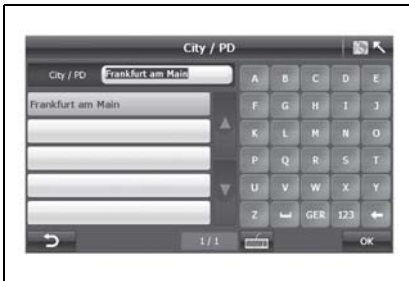 City / PD
City / PD Frankfurt am Main A B C D E
Frankfurt am Main F G H I J
K L M N O
P Q R S T
U V W X Y
Z GER 123
1/1 OK